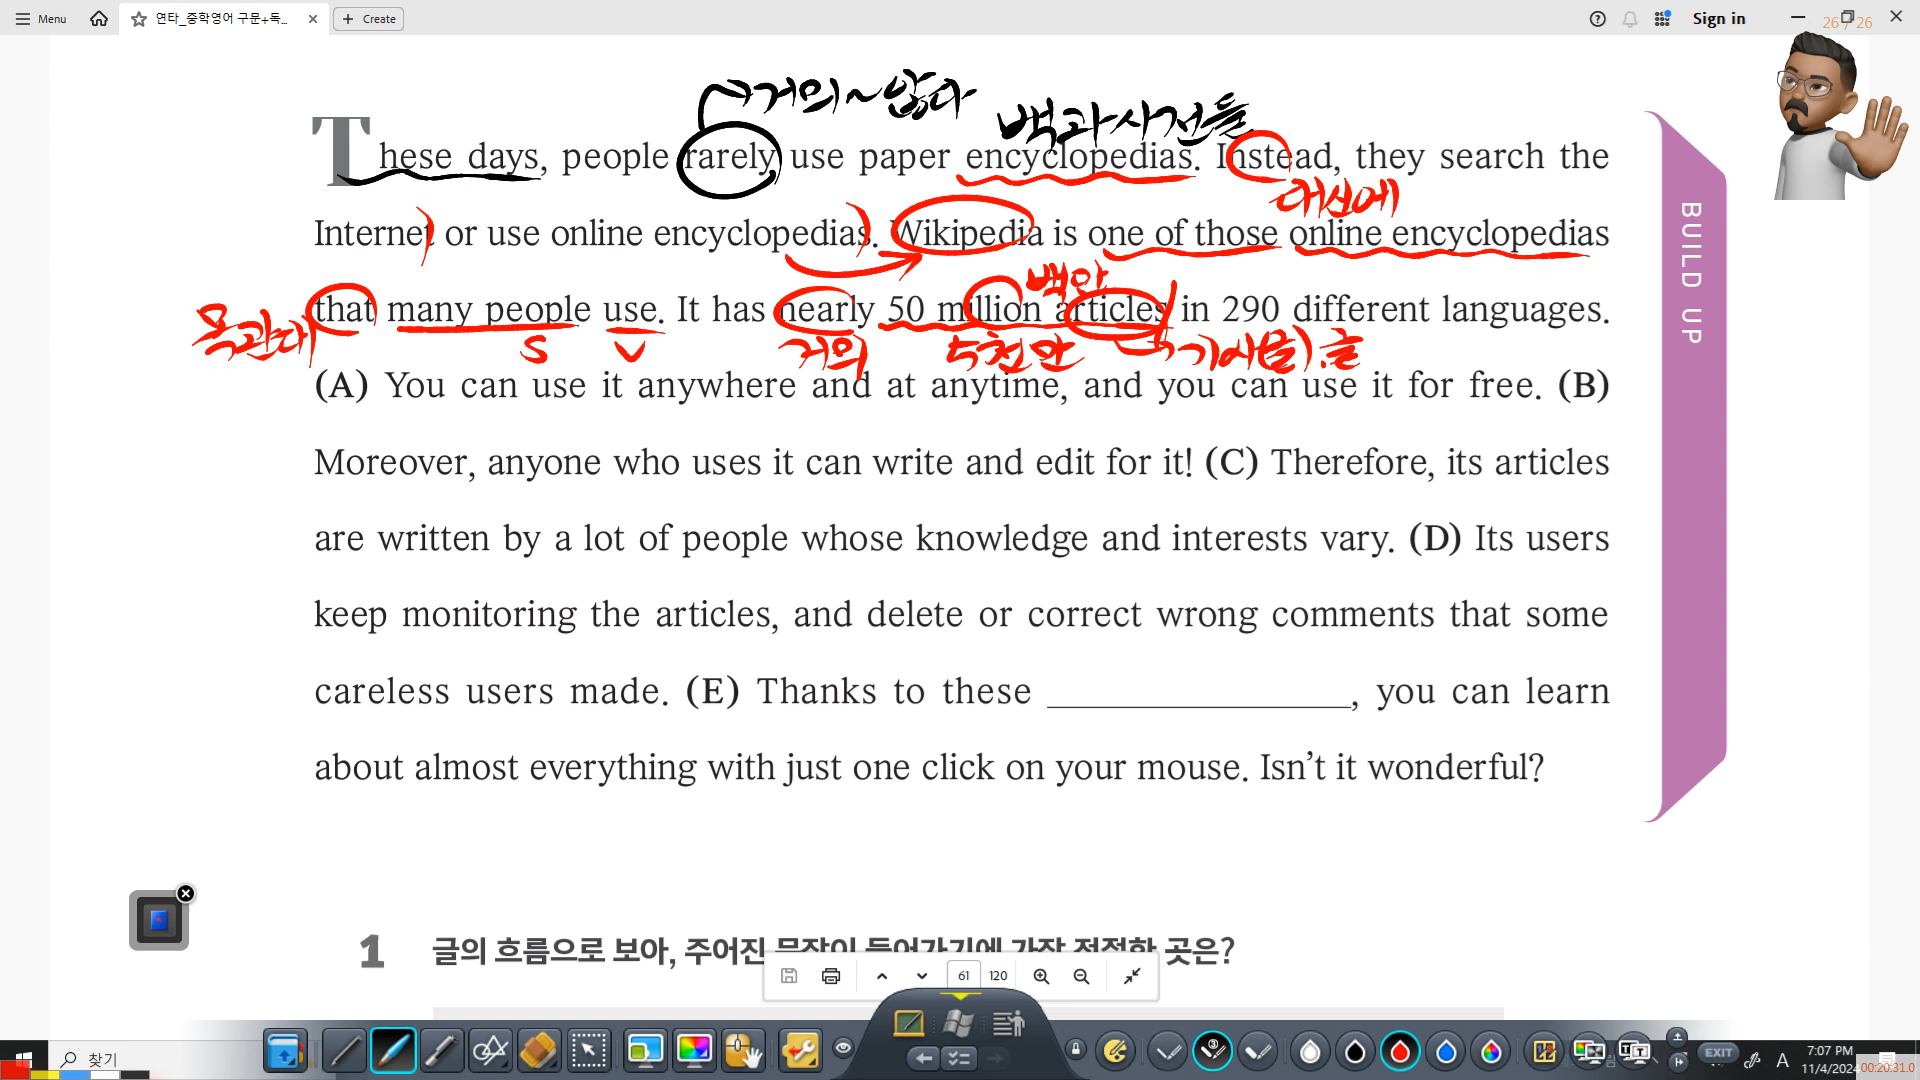 Menu
연타_중학영어 구문+독...
Create
Sign in
26 / 26
거의~않다
백과사전들
These days, people rarely use paper encyclopedias. Instead, they search the
대신에
Internet or use online encyclopedias. Wikipedia is one of those online encyclopedias
백만
목관대 that many people use. It has nearly 50 million articles in 290 different languages.
S V 거의 5천만 기사(물).글
(A) You can use it anywhere and at anytime, and you can use it for free. (B)
Moreover, anyone who uses it can write and edit for it! (C) Therefore, its articles
are written by a lot of people whose knowledge and interests vary. (D) Its users
keep monitoring the articles, and delete or correct wrong comments that some
careless users made. (E) Thanks to these ________________, you can learn
about almost everything with just one click on your mouse. Isn't it wonderful?
BUILD UP
1 글의 흐름으로 보아, 주어진 문장이 들어가기에 가장 적절한 곳은?
61 120
찾기
EXIT
A
7:07 PM
11/4/2024
00:20:31.0